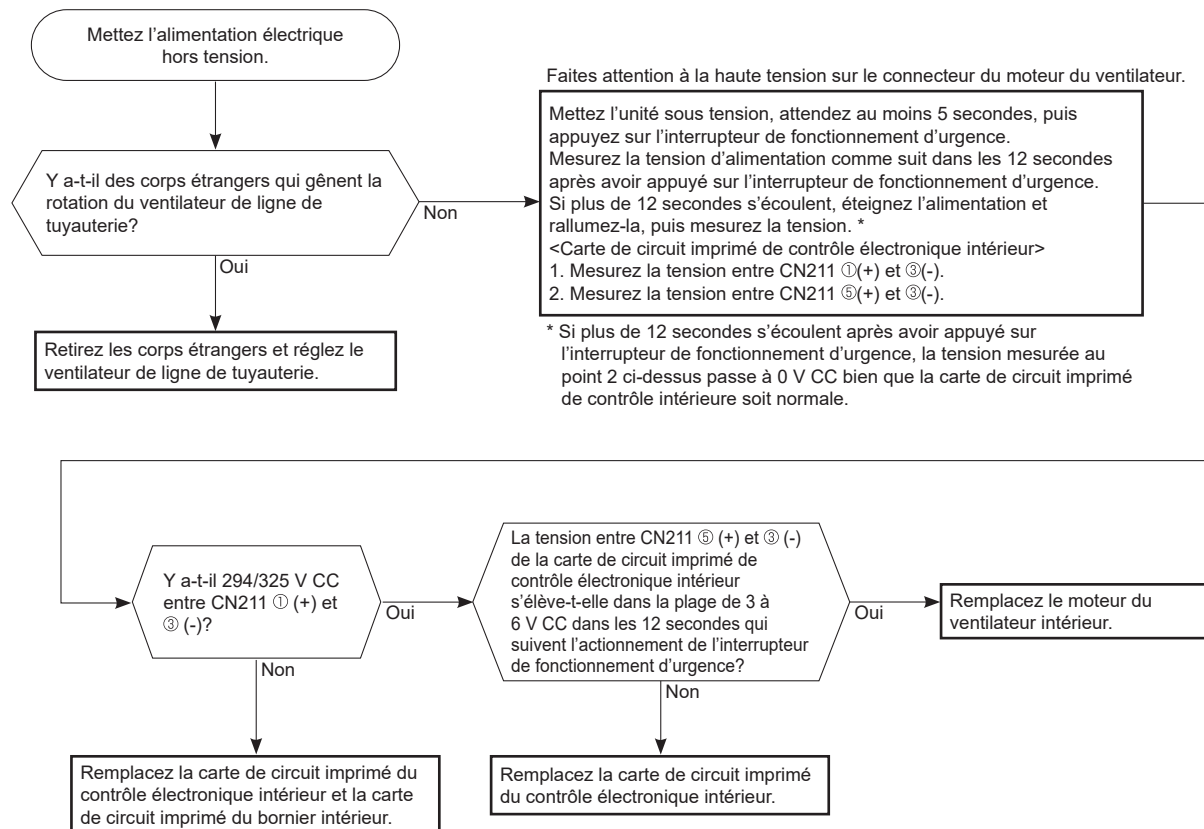 Mettez l'alimentation électrique
hors tension.
Y a-t-il des corps étrangers qui gênent la
rotation du ventilateur de ligne de
tuyauterie?
Non
Oui
Retirez les corps étrangers et réglez le
ventilateur de ligne de tuyauterie.
Faites attention à la haute tension sur le connecteur du moteur du ventilateur.
Mettez l'unité sous tension, attendez au moins 5 secondes, puis
appuyez sur l'interrupteur de fonctionnement d'urgence.
Mesurez la tension d'alimentation comme suit dans les 12 secondes
après avoir appuyé sur l'interrupteur de fonctionnement d'urgence.
Si plus de 12 secondes s'écoulent, éteignez l'alimentation et
rallumez-la, puis mesurez la tension. *
<Carte de circuit imprimé de contrôle électronique intérieur>
1. Mesurez la tension entre CN211 ①(+) et ③(-).
2. Mesurez la tension entre CN211 ⑤(+) et ③(-).
* Si plus de 12 secondes s'écoulent après avoir appuyé sur
l'interrupteur de fonctionnement d'urgence, la tension mesurée au
point 2 ci-dessus passe à 0 V CC bien que la carte de circuit imprimé
de contrôle intérieure soit normale.
Y a-t-il 294/325 V CC
entre CN211 ① (+) et
③ (-)?
Oui
Non
Remplacez la carte de circuit imprimé du
contrôle électronique intérieur et la carte
de circuit imprimé du bornier intérieur.
La tension entre CN211 ⑤ (+) et ③ (-)
de la carte de circuit imprimé de
contrôle électronique intérieur
s'élève-t-elle dans la plage de 3 à
6 V CC dans les 12 secondes qui
suivent l'actionnement de l'interrupteur
de fonctionnement d'urgence?
Oui
Non
Remplacez la carte de circuit imprimé
du contrôle électronique intérieur.
Remplacez le moteur du
ventilateur intérieur.